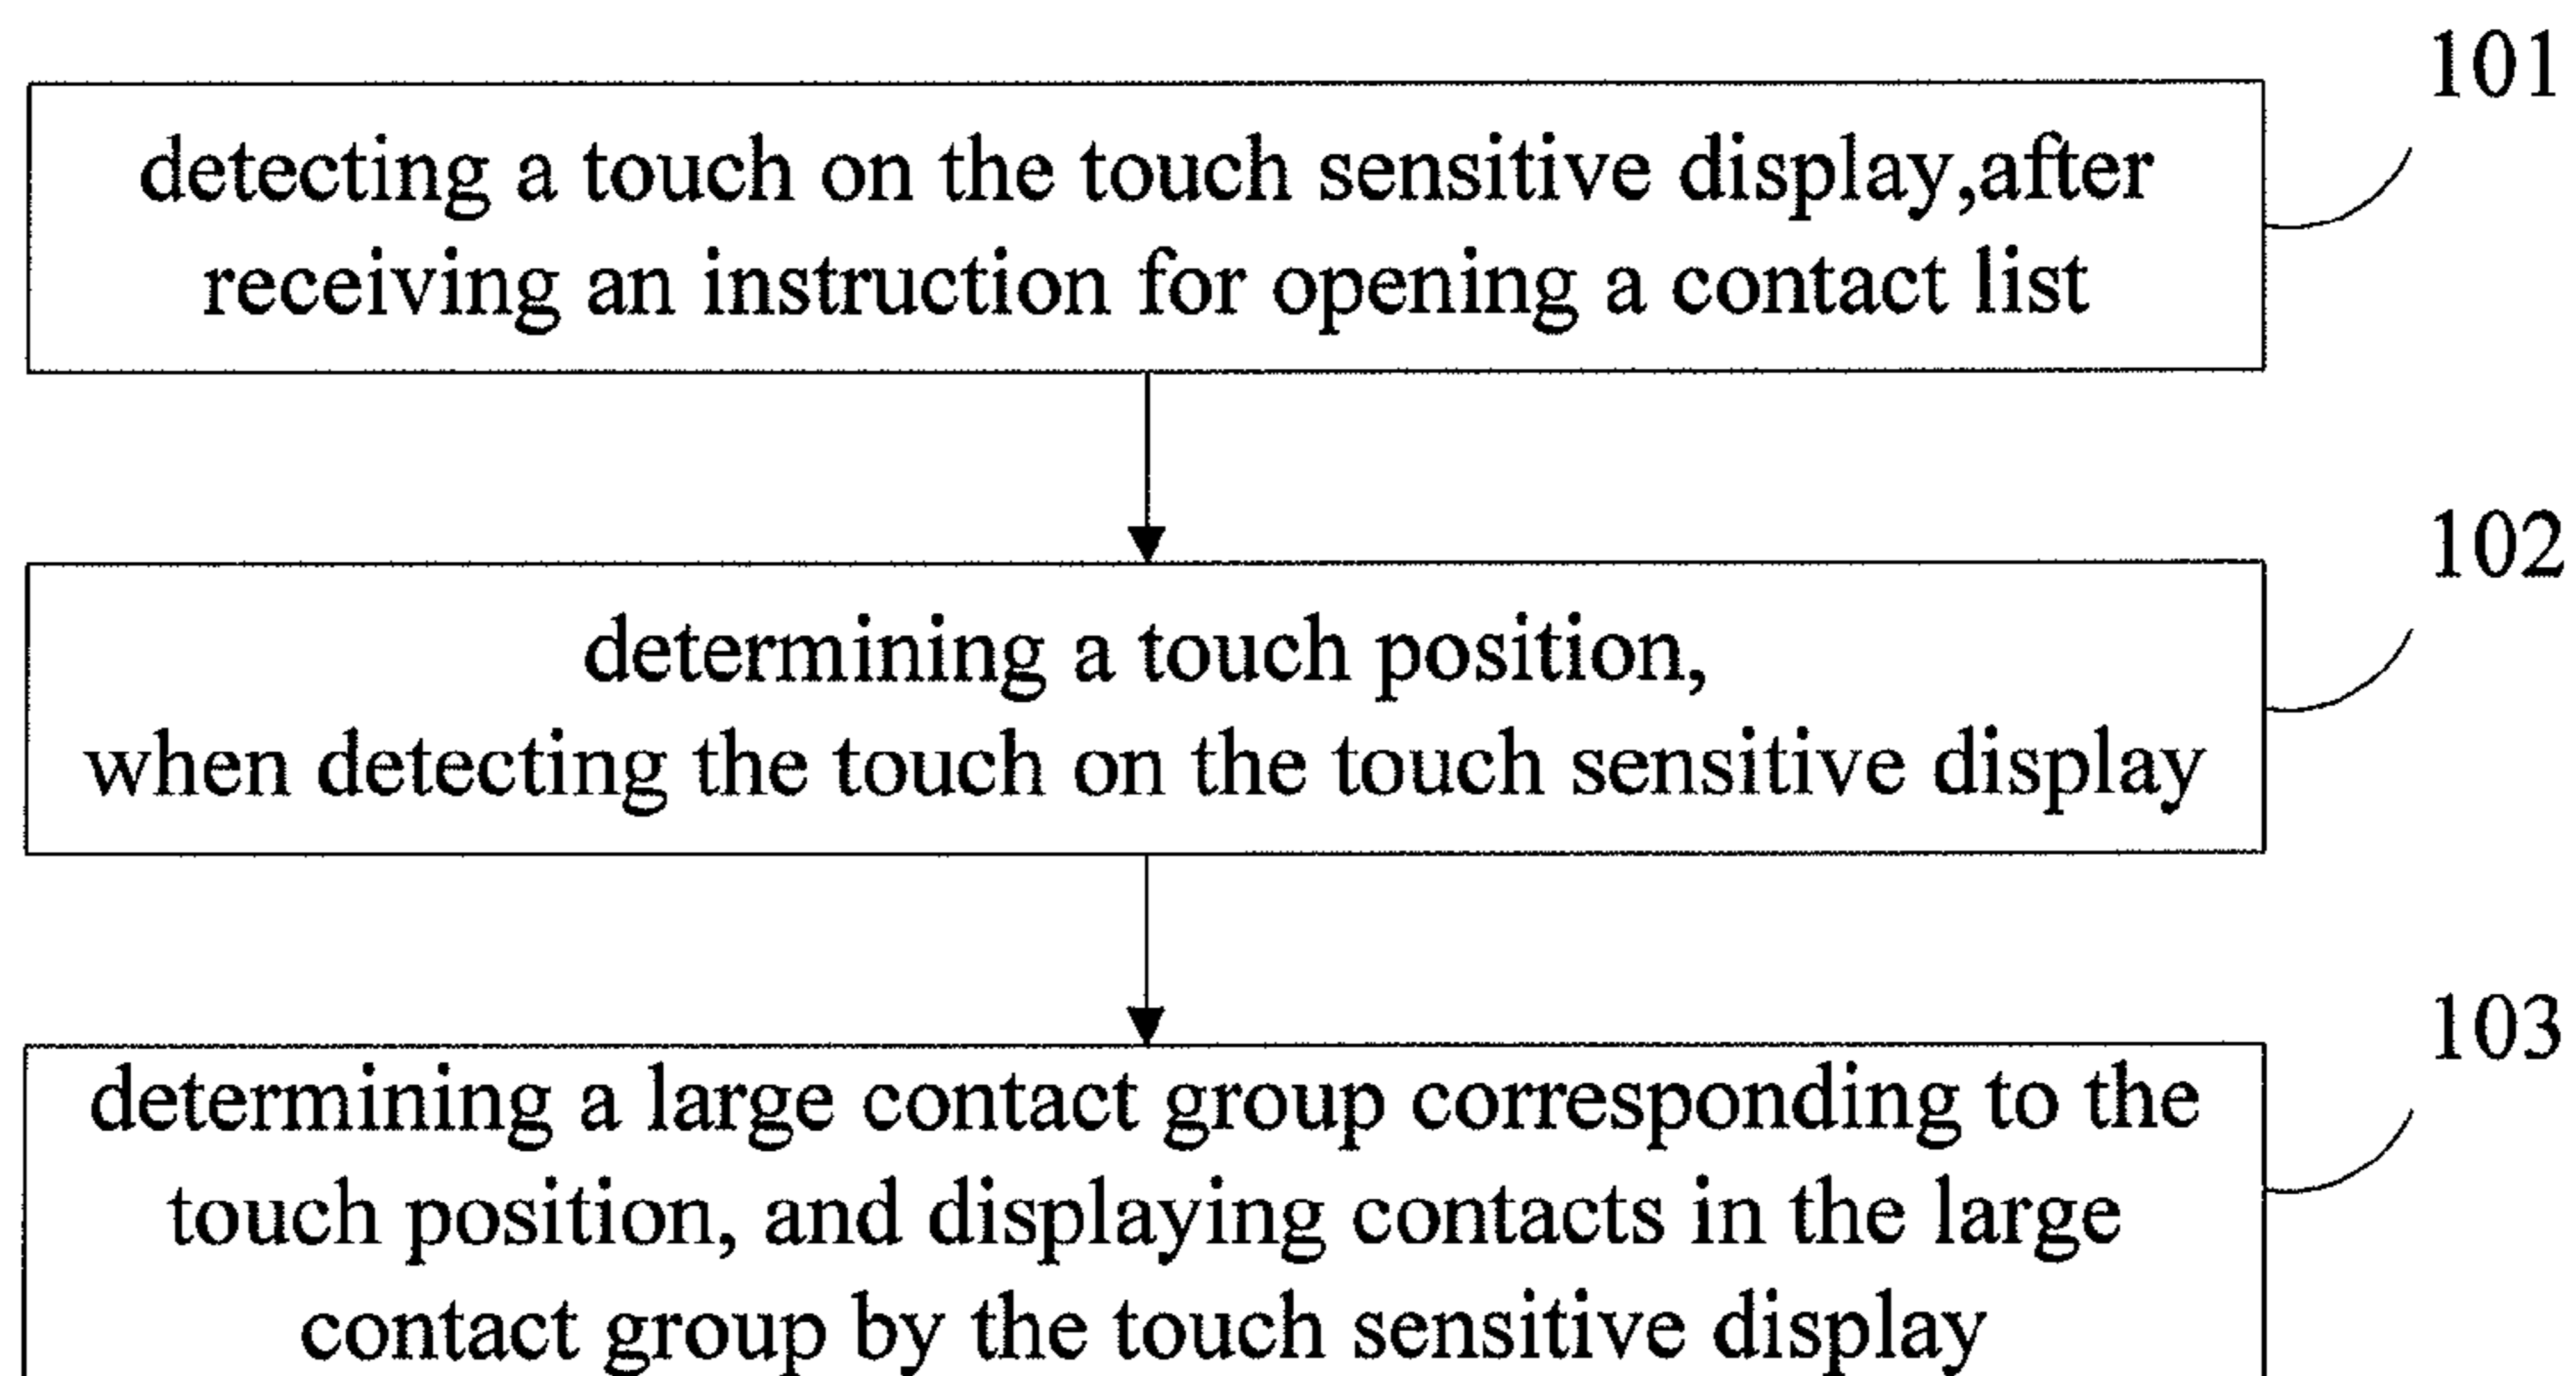 101
detecting a touch on the touch sensitive display,after
receiving an instruction for opening a contact list
102
determining a touch position,
when detecting the touch on the touch sensitive display
103
determining a large contact group corresponding to the
touch position, and displaying contacts in the large
contact group by the touch sensitive display